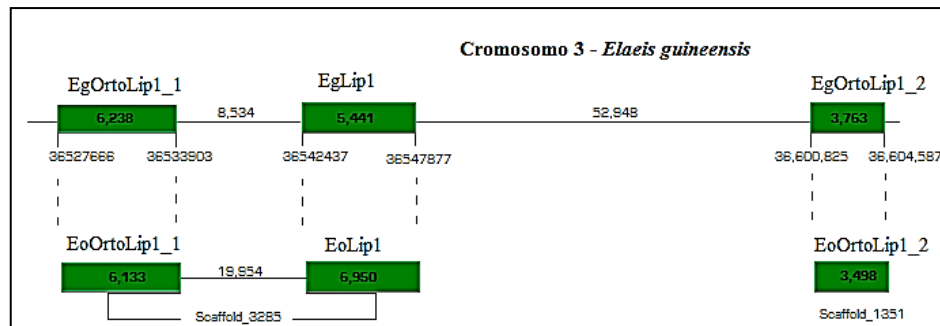 Cromosomo 3 - Elaeis guineensis
EgOrtoLip1_1
EgLip1
EgOrtoLip1_2
6,238
8,534
5,441
52,948
3,763
36527666
36533903
36542437
36547877
36,600,825
36,604,587
EoOrtoLip1_1
EoLip1
EoOrtoLip1_2
6,133
19,954
6,950
3,498
Scaffold_3285
Scaffold_1351